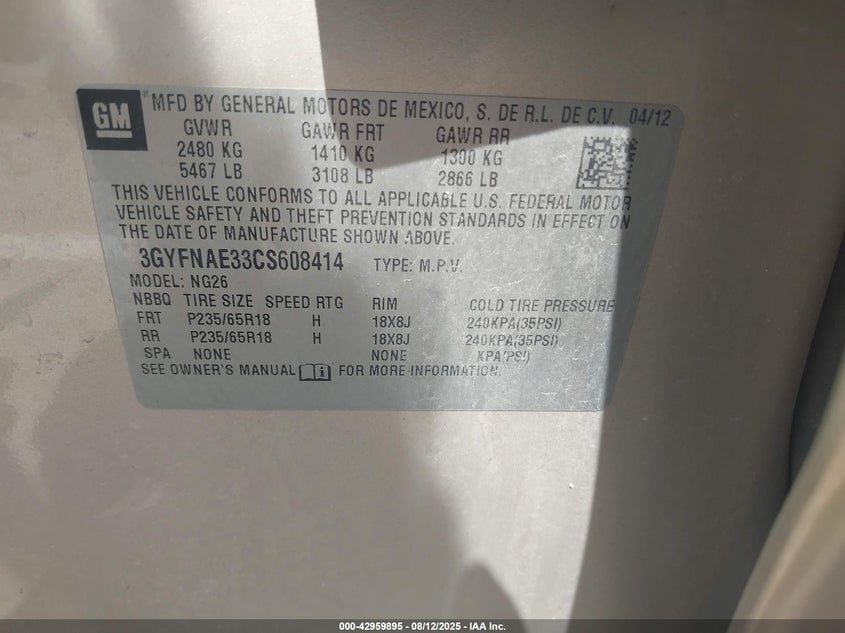 GM
MFD BY GENERAL MOTORS DE MEXICO, S. DE R.L. DE C.V. 04/12
GVWR GAWR FRT GAWR RR
2480 KG 1410 KG 1300 KG
5467 LB 3108 LB 2866 LB
THIS VEHICLE CONFORMS TO ALL APPLICABLE U.S. FEDERAL MOTOR
VEHICLE SAFETY AND THEFT PREVENTION STANDARDS IN EFFECT ON
THE DATE OF MANUFACTURE SHOWN ABOVE.
3GYFNAE33CS608414 TYPE: M.P.V.
MODEL: NG26
NBBQ TIRE SIZE SPEED RTG RIM COLD TIRE PRESSURE
FRT P235/65R18 H 18X8J 240KPA(35PSI)
RR P235/65R18 H 18X8J 240KPA(35PSI)
SPA NONE NONE KPA(PSI)
SEE OWNER'S MANUAL FOR MORE INFORMATION.
000-42959895 - 08/12/2025 - IAA Inc.